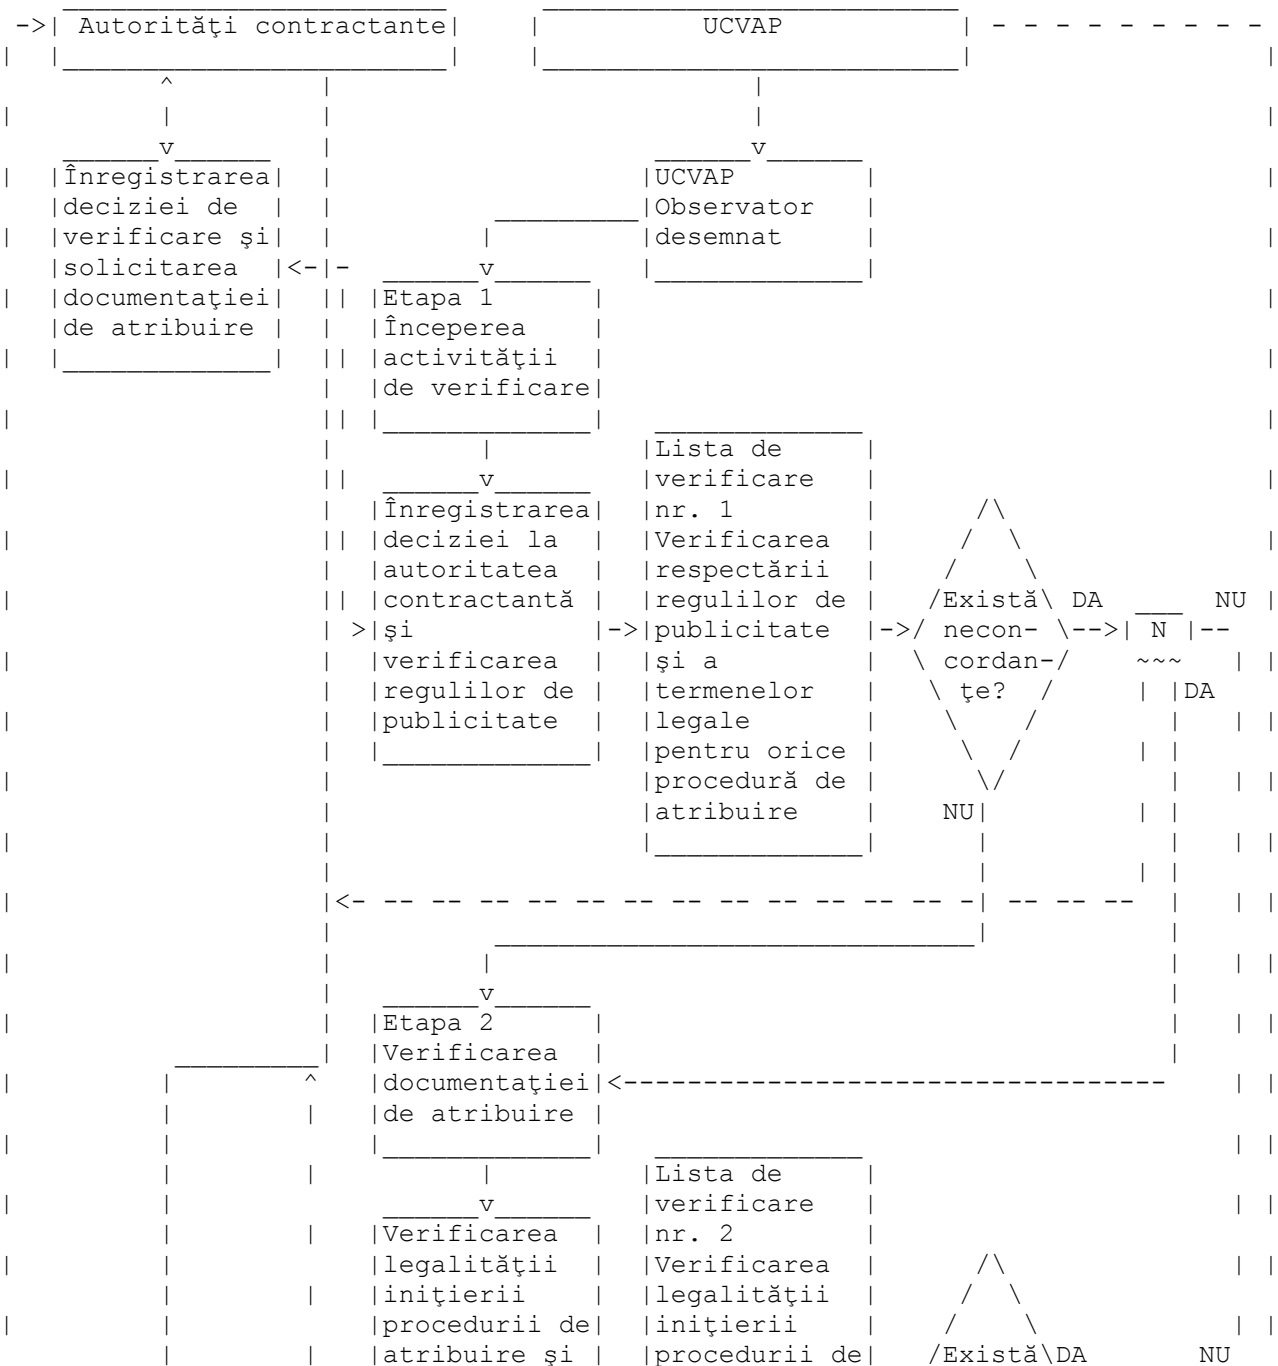 Autorităţi contractante
UCVAP
Înregistrarea
deciziei de
verificare şi
solicitarea
documentaţiei
de atribuire
UCVAP
Observator
desemnat
Etapa 1
Începerea
activităţii
de verificare
Înregistrarea
deciziei la
autoritatea
contractantă
şi
verificarea
regulilor de
publicitate
Lista de
verificare
nr. 1
Verificarea
respectării
regulilor de
publicitate
şi a
termenelor
legale
pentru orice
procedură de
atribuire
Există
necon-
cordan-
ţe?
DA
N
NU
DA
NU
Etapa 2
Verificarea
documentaţiei
de atribuire
Verificarea
legalităţii
iniţierii
procedurii de
atribuire şi
Lista de
verificare
nr. 2
Verificarea
legalităţii
iniţierii
procedurii de
Există
DA
NU